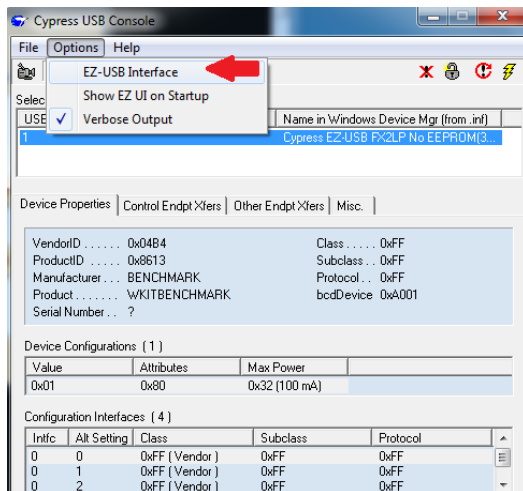 Cypress USB Console
File Options Help
EZ-USB Interface
Show EZ UI on Startup
Verbose Output
Selec
USB Name in Windows Device Mgr (from .inf)
1 Cypress EZ-USB FX2LP No EEPROM(3...
Device Properties Control Endpt Xfers Other Endpt Xfers Misc.
VendorID ...... 0x04B4 Class ..... 0xFF
ProductID ..... 0x8613 Subclass .. 0xFF
Manufacturer ... BENCHMARK Protocol .. 0xFF
Product ....... WKITBENCHMARK bcdDevice 0xA001
Serial Number .. ?
Device Configurations ( 1 )
Value Attributes Max Power
0x01 0x80 0x32 (100 mA)
Configuration Interfaces ( 4 )
Intfc Alt Setting Class Subclass Protocol
0 0 0xFF ( Vendor ) 0xFF 0xFF
0 1 0xFF ( Vendor ) 0xFF 0xFF
0 2 0xFF ( Vendor ) 0xFF 0xFF